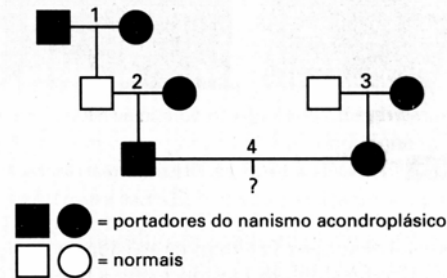 1
2
3
4
?
= portadores do nanismo acondroplásico
= normais